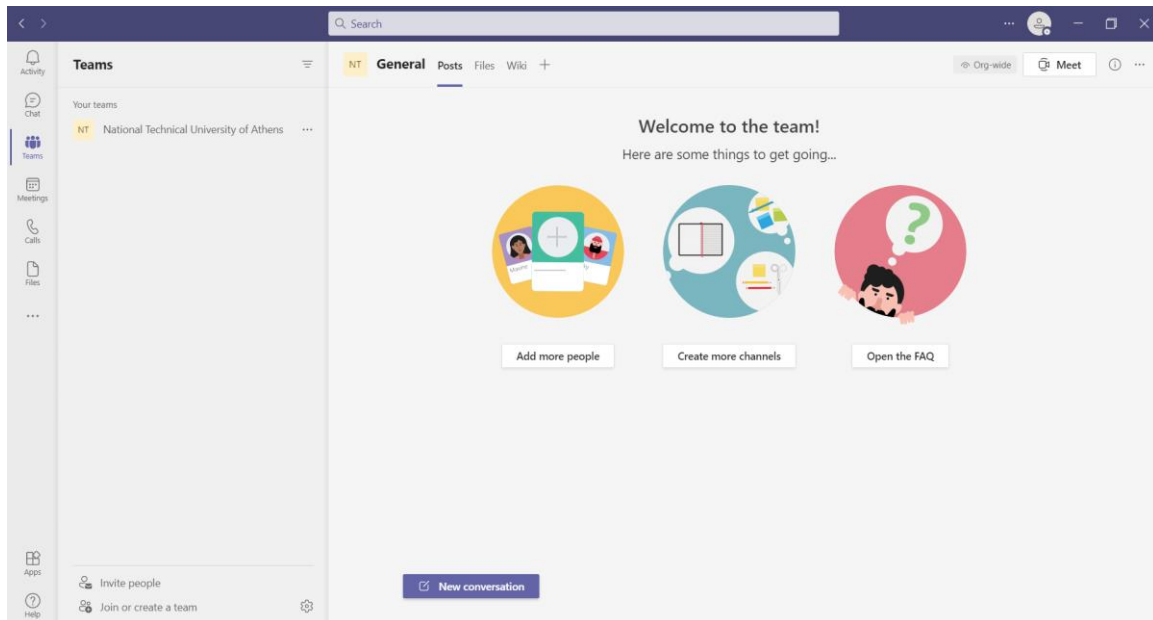 Search
Activity
Chat
Teams
Meetings
Calls
Files
Apps
Help
Teams
Your teams
NT National Technical University of Athens
Invite people
Join or create a team
NT General Posts Files Wiki
Org-wide
Meet
Welcome to the team!
Here are some things to get going...
Maxine
Add more people
Create more channels
Open the FAQ
New conversation